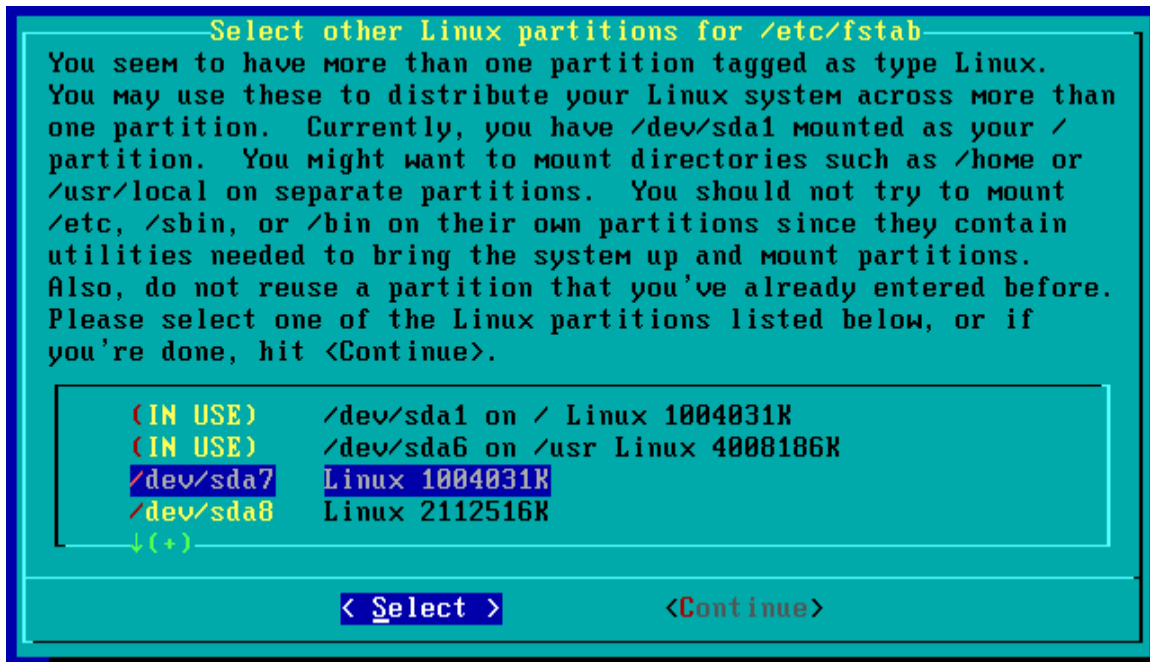 Select other Linux partitions for /etc/fstab
You seem to have more than one partition tagged as type Linux.
You may use these to distribute your Linux system across more than
one partition.  Currently, you have /dev/sda1 mounted as your /
partition.  You might want to mount directories such as /home or
/usr/local on separate partitions.  You should not try to mount
/etc, /sbin, or /bin on their own partitions since they contain
utilities needed to bring the system up and mount partitions.
Also, do not reuse a partition that you've already entered before.
Please select one of the Linux partitions listed below, or if
you're done, hit <Continue>.
(IN USE) /dev/sda1 on / Linux 1004031K
(IN USE) /dev/sda6 on /usr Linux 4008186K
/dev/sda7 Linux 1004031K
/dev/sda8 Linux 2112516K
↓(+)
< Select > <Continue>